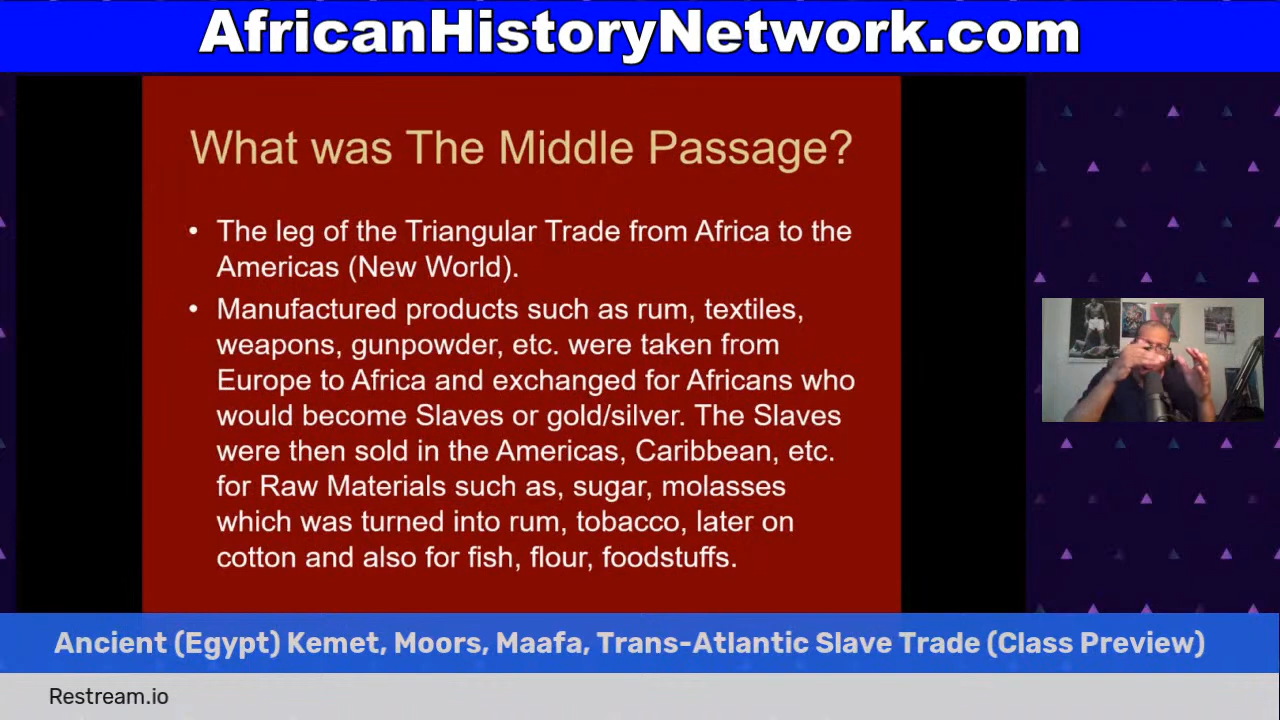 AfricanHistoryNetwork.com
What was The Middle Passage?
• The leg of the Triangular Trade from Africa to the
Americas (New World).
• Manufactured products such as rum, textiles,
weapons, gunpowder, etc. were taken from
Europe to Africa and exchanged for Africans who
would become Slaves or gold/silver. The Slaves
were then sold in the Americas, Caribbean, etc.
for Raw Materials such as, sugar, molasses
which was turned into rum, tobacco, later on
cotton and also for fish, flour, foodstuffs.
Ancient (Egypt) Kemet, Moors, Maafa, Trans-Atlantic Slave Trade (Class Preview)
Restream.io